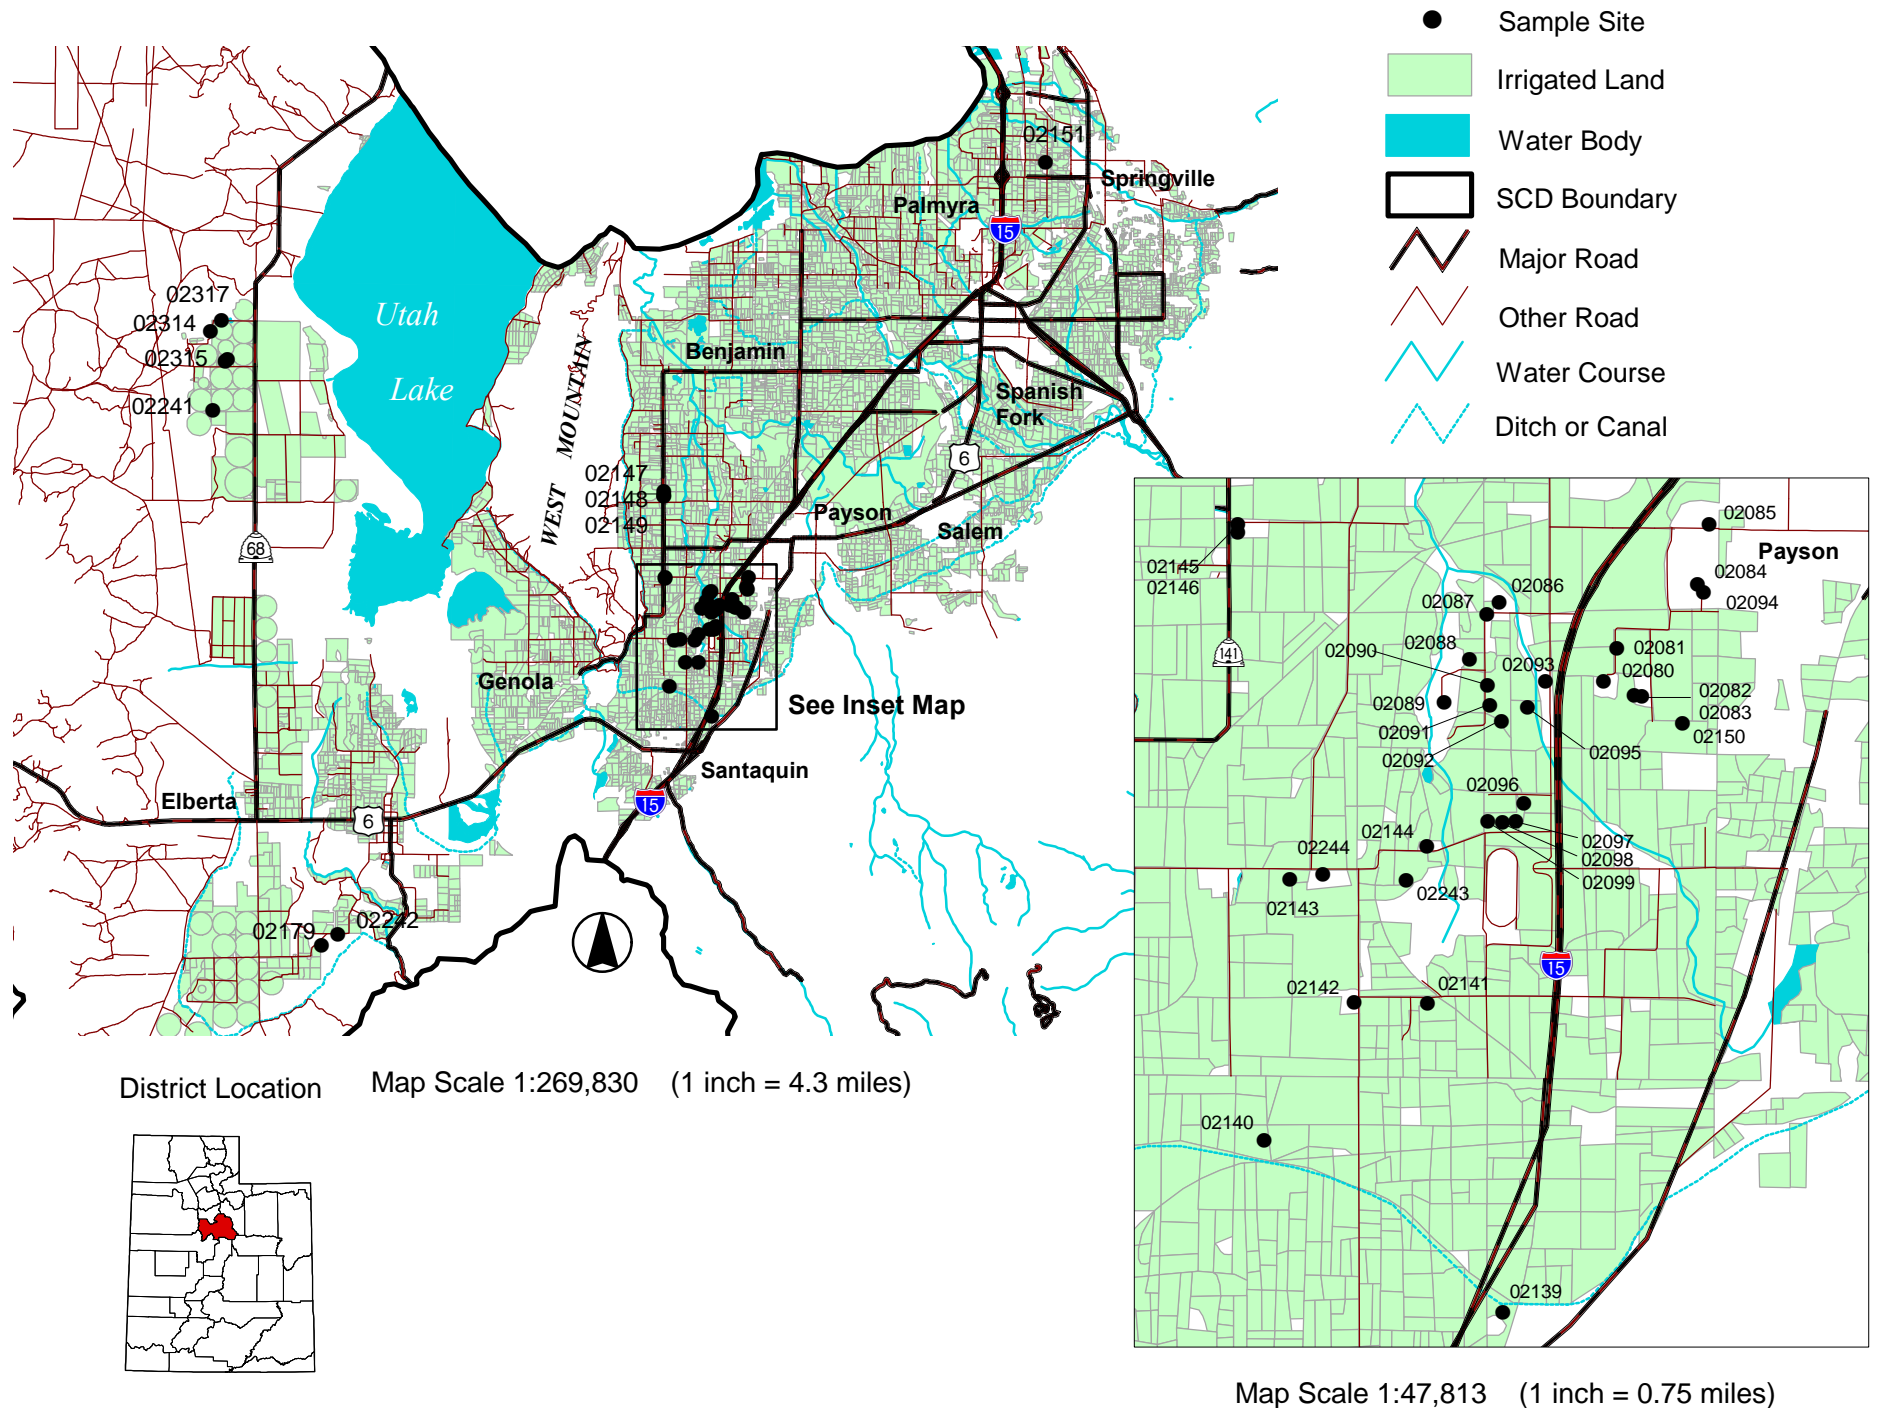 Sample Site
Irrigated Land
Water Body
SCD Boundary
Major Road
Other Road
Water Course
Ditch or Canal
02151
Springville
Palmyra
15
02317
02314
02315
02241
Utah
Lake
WEST MOUNTAIN
Benjamin
Spanish
Fork
6
02147
02148
02149
Payson
Salem
68
Genola
See Inset Map
Santaquin
15
Elberta
6
02179
02242
02085
Payson
02084
02094
02145
02146
02086
02087
141
02088
02090
02093
02081
02080
02089
02082
02083
02091
02150
02092
02095
02096
02144
02097
02098
02099
02244
02243
02143
15
02142
02141
02140
02139
District Location
Map Scale 1:269,830 (1 inch = 4.3 miles)
Map Scale 1:47,813 (1 inch = 0.75 miles)